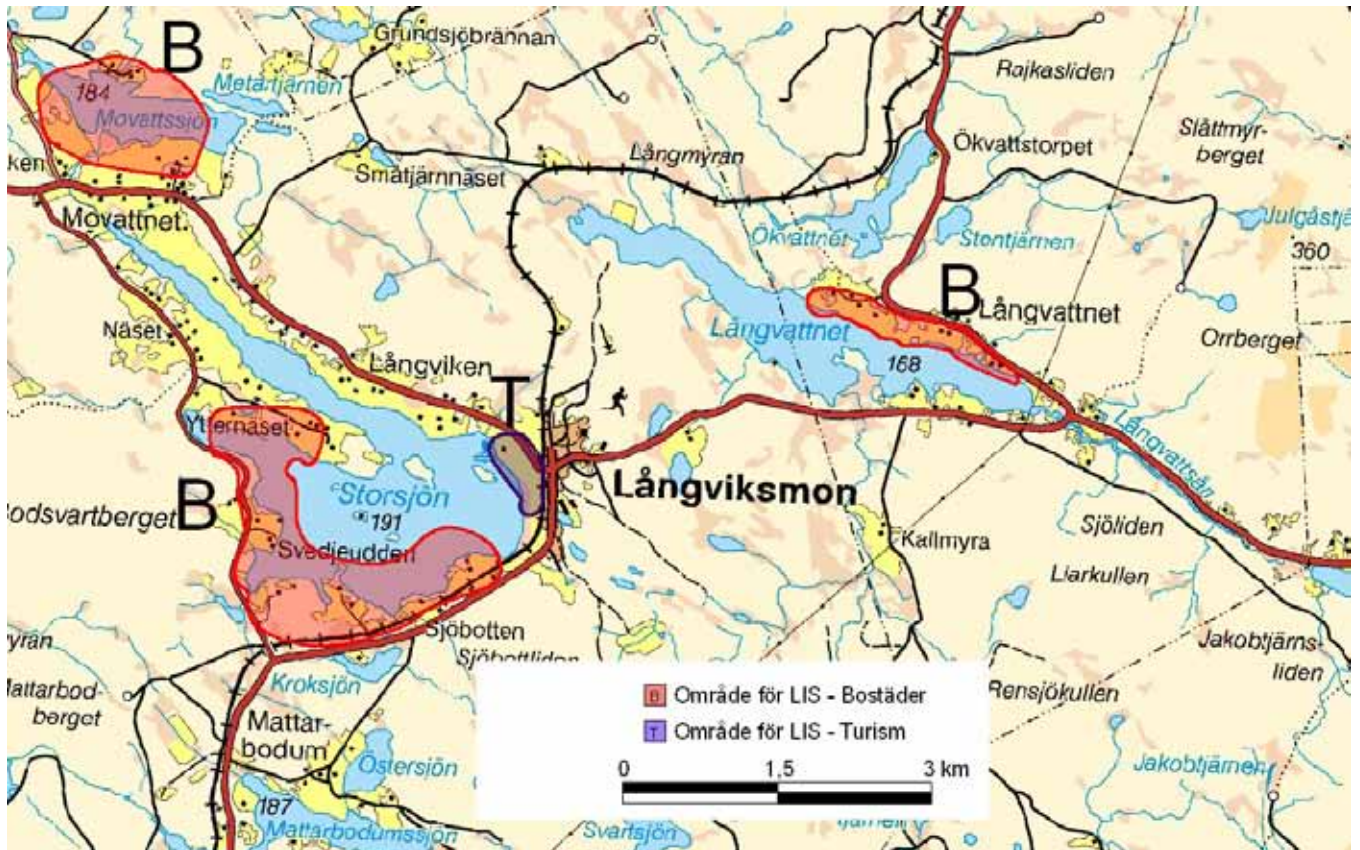 Grundsjöbrännan
B
Metartjärnen
Rajkasliden
184
Movattssjön
Ökvattstorpet
Slåttmyr-
berget
Långmyran
Småtjärnnäset
Movattnet
Julgåstjä
Ökvattnet
Stentjärnen
360
B
Näset
Långvattnet
Långvattnet
Orrberget
Långviken
168
T
Ytternäset
Långvattsån
B
Storsjön
Långviksmon
191
odsvartberget
Kallmyra
Sjöliden
Svedjeudden
Liarkullen
Sjöbotten
Jakobtjärns-
liden
Sjöbottliden
yran
Kroksjön
Rensjökullen
Mattarbod-
berget
B Område för LIS - Bostäder
Mattar-
bodum
T Område för LIS - Turism
Östersjön
Jakobtjärnen
0 1,5 3 km
187
Mattarbodumssjön
Svartsjön